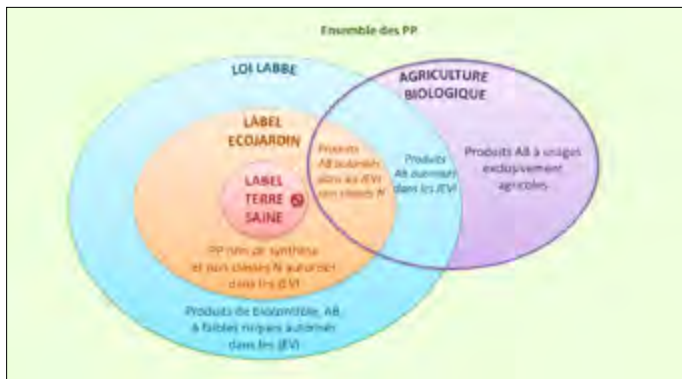 Ensemble des PP
LOI LABBE
AGRICULTURE
BIOLOGIQUE
LABEL
ECOJARDIN
Produits
AB autorisés
dans les JEVI
non classés N
Produits
AB autorisés
dans les JEVI
Produits AB à usages
exclusivement
agricoles
LABEL
TERRE
SAINE
PP non de synthèse
et non classés N autorisés
dans les JEVI
Produits de biocontrôle, AB,
à faibles risques autorisés
dans les JEVI